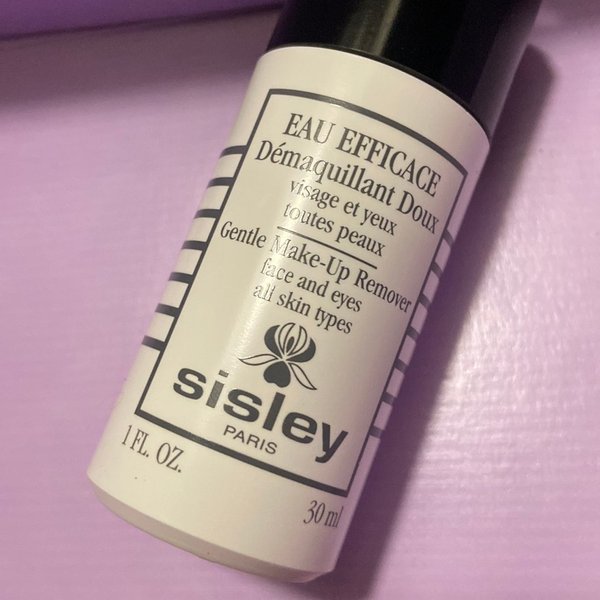 EAU EFFICACE
Démaquillant Doux
visage et yeux
toutes peaux
Gentle Make-Up Remover
face and eyes
all skin types
sisley
PARIS
1 FL. OZ.
30 ml